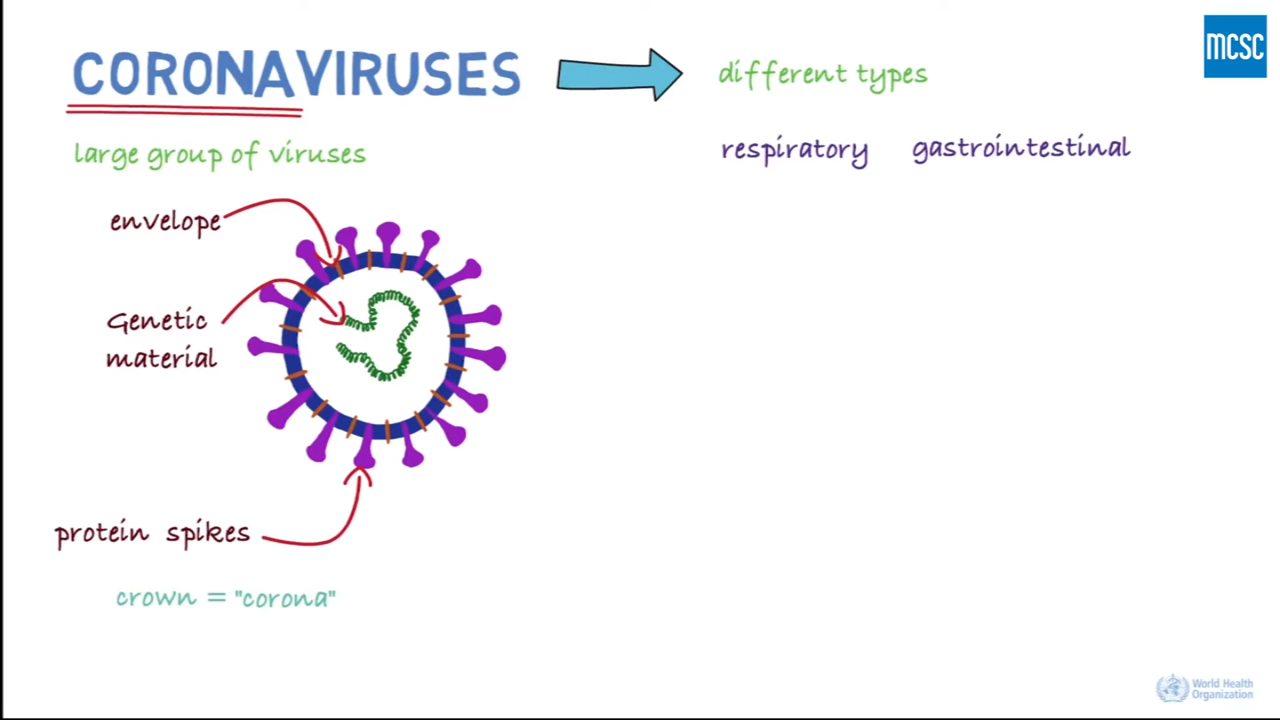 CORONAVIRUSES
different types
MCSC
large group of viruses
respiratory gastrointestinal
envelope
Genetic
material
protein spikes
crown = "corona"
World Health
Organization